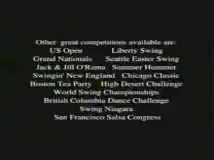 Other great competitions available are:
US Open Liberty Swing
Grand Nationals Seattle Easter Swing
Jack & Jill O'Rama Summer Hummer
Swingin' New England Chicago Classic
Boston Tea Party High Desert Challenge
World Swing Championships
British Columbia Dance Challenge
Swing Niagara
San Francisco Salsa Congress